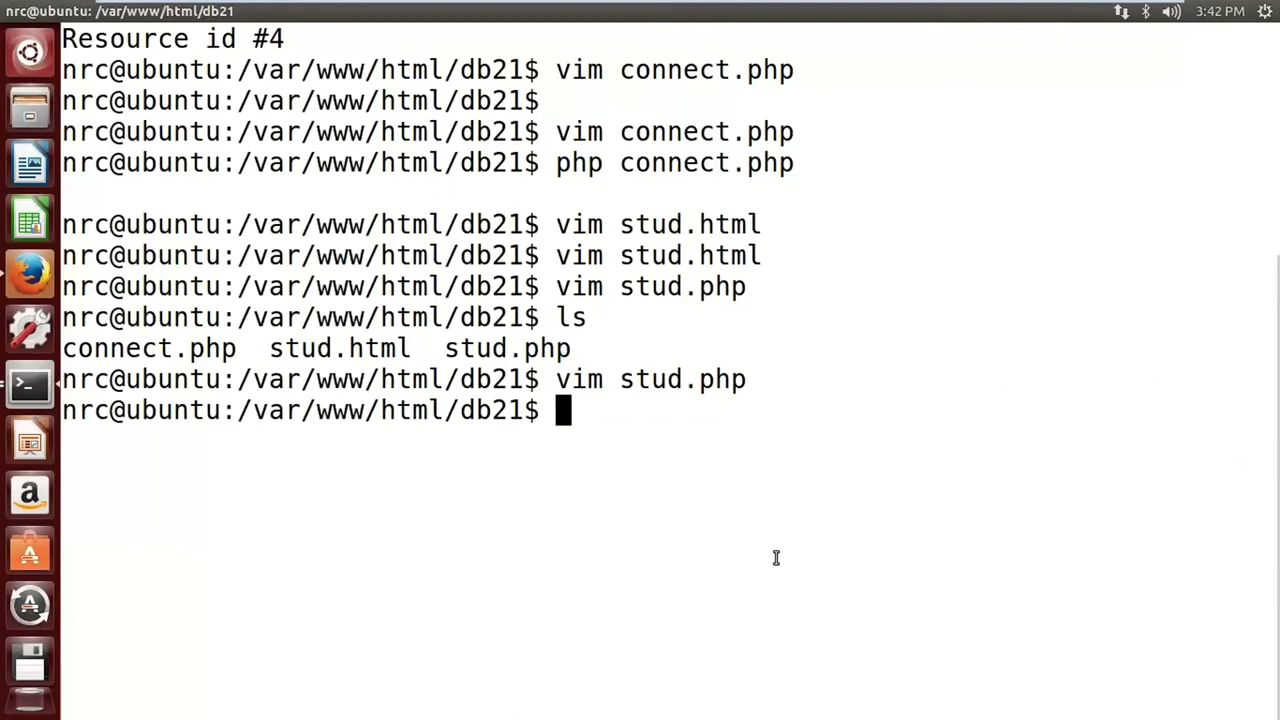 nrc@ubuntu: /var/www/html/db21
3:42 PM
Resource id #4
nrc@ubuntu:/var/www/html/db21$ vim connect.php
nrc@ubuntu:/var/www/html/db21$
nrc@ubuntu:/var/www/html/db21$ vim connect.php
nrc@ubuntu:/var/www/html/db21$ php connect.php
nrc@ubuntu:/var/www/html/db21$ vim stud.html
nrc@ubuntu:/var/www/html/db21$ vim stud.html
nrc@ubuntu:/var/www/html/db21$ vim stud.php
nrc@ubuntu:/var/www/html/db21$ ls
connect.php  stud.html  stud.php
nrc@ubuntu:/var/www/html/db21$ vim stud.php
nrc@ubuntu:/var/www/html/db21$